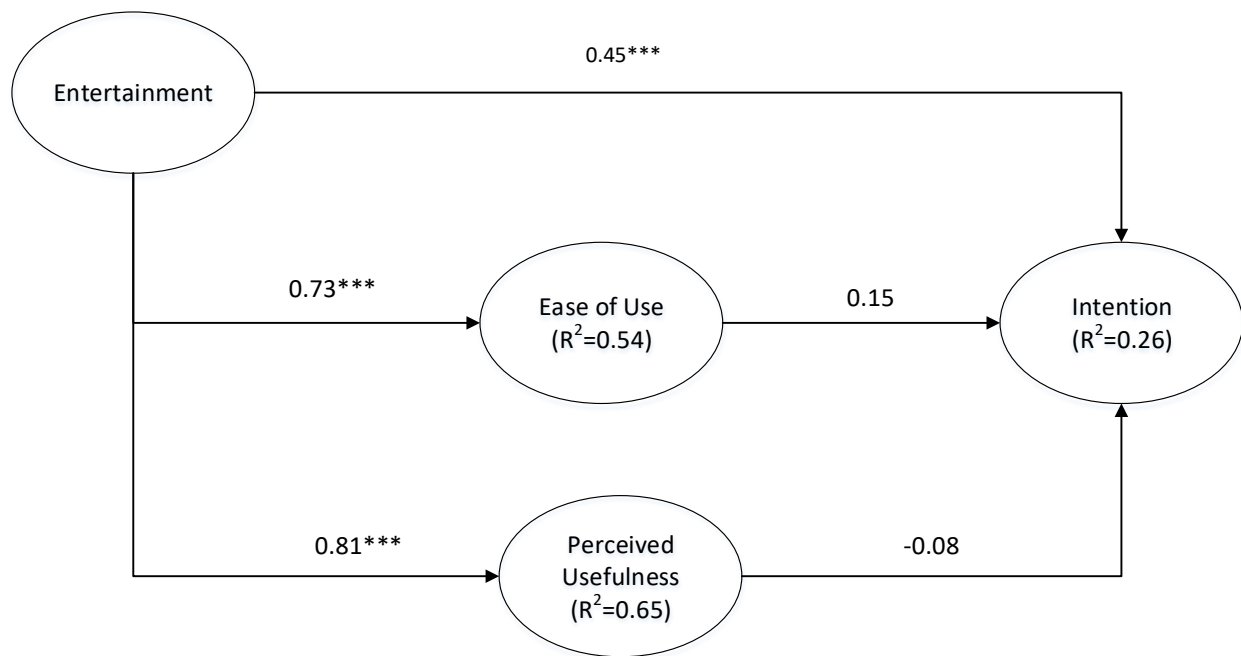 0.45***
Entertainment
0.73***
Ease of Use
(R²=0.54)
0.15
Intention
(R²=0.26)
0.81***
Perceived
Usefulness
(R²=0.65)
-0.08